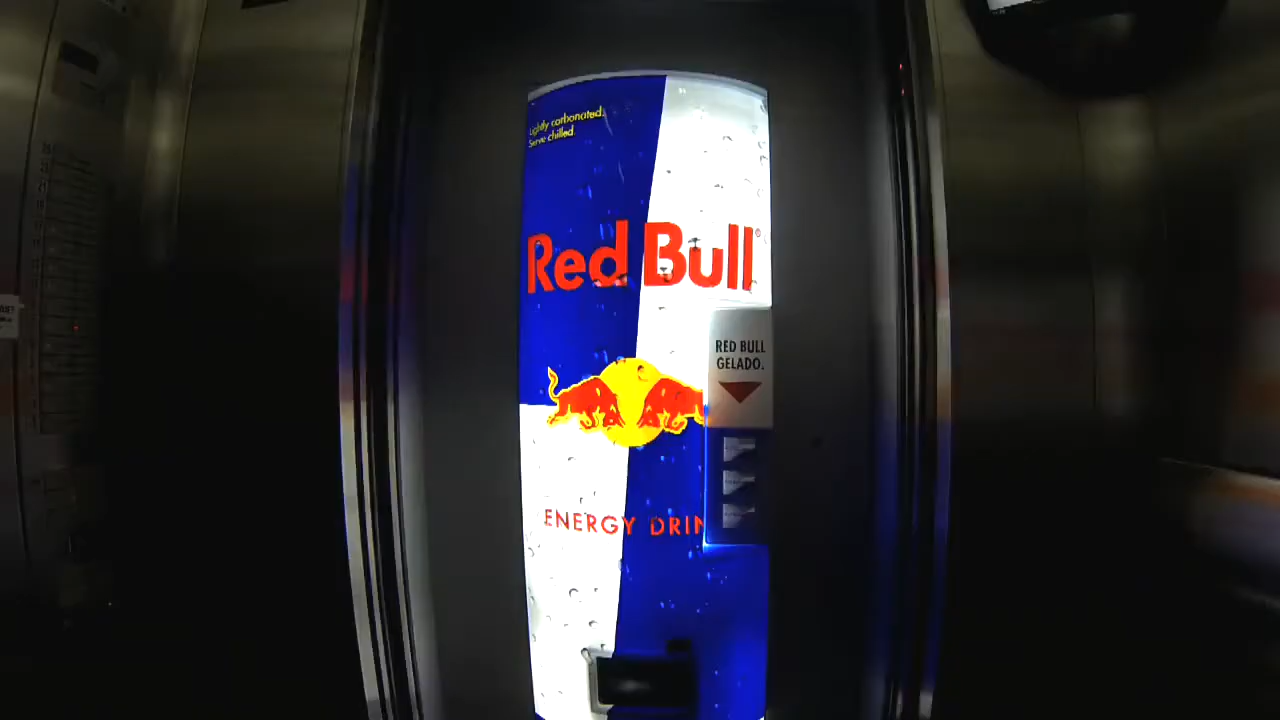 Lightly carbonated.
Serve chilled.
Red Bull®
RED BULL
GELADO.
ENERGY DRIN